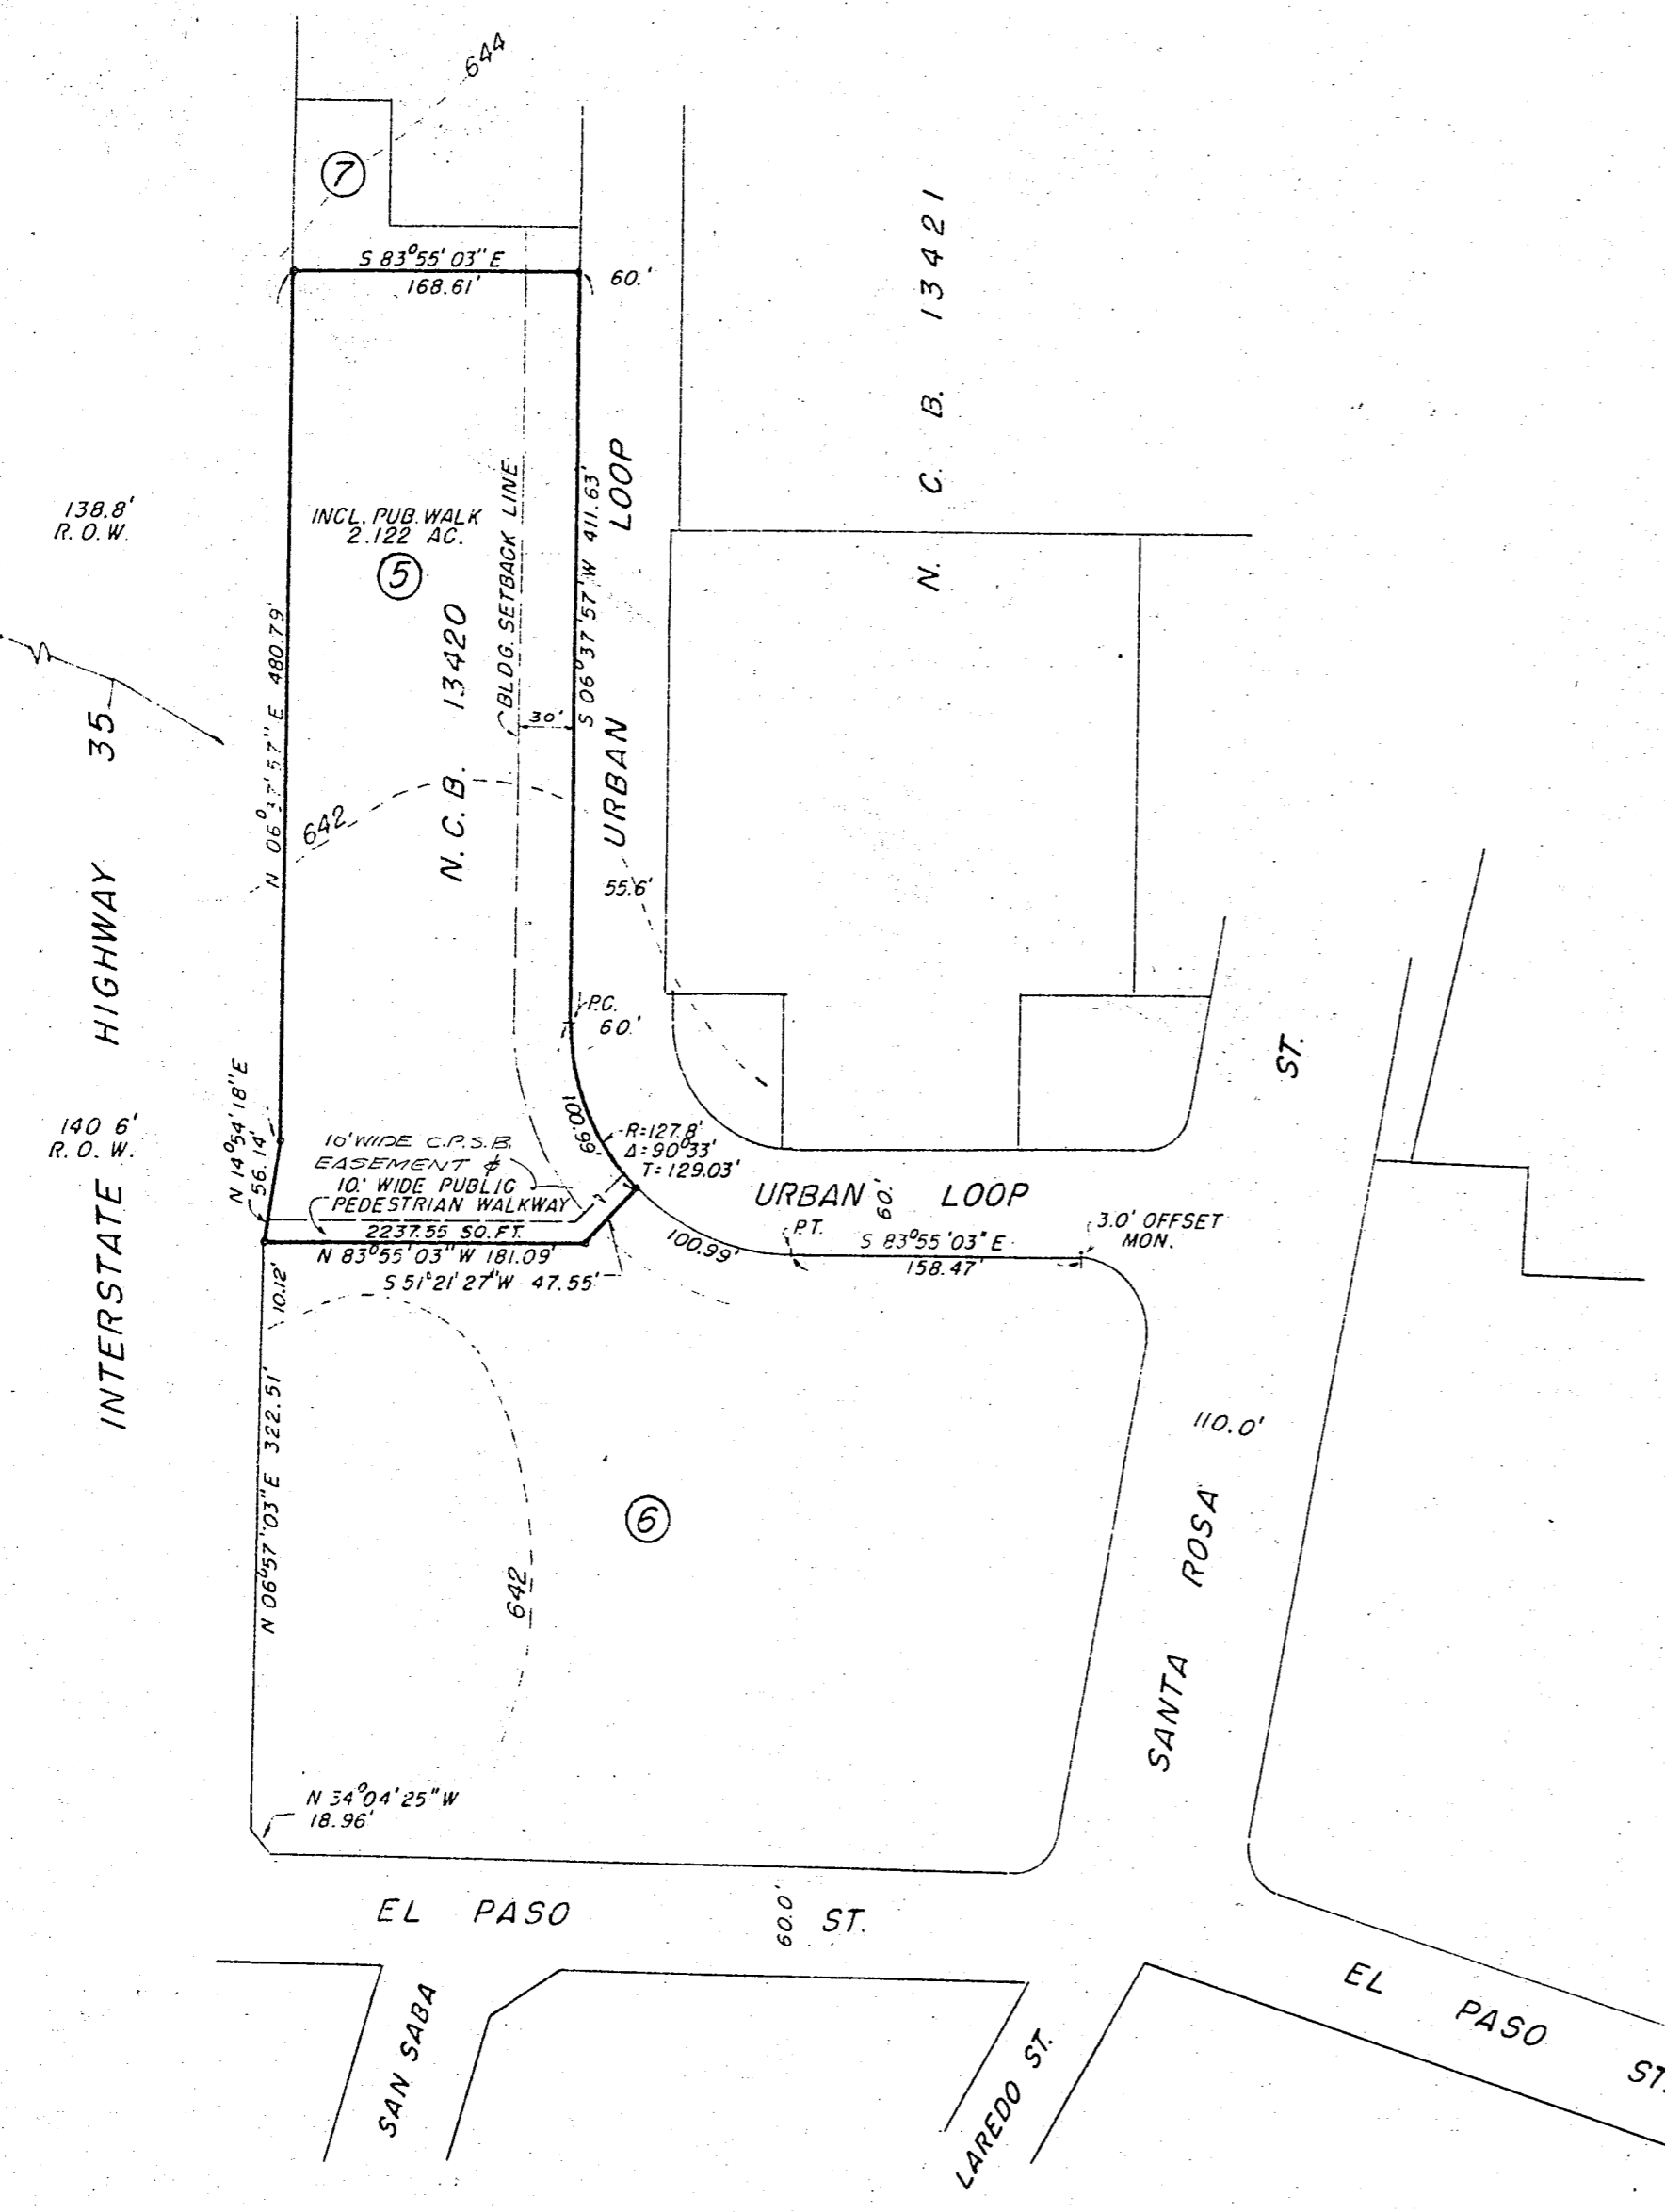 644
7
S 83°55'03" E
168.61'
60.'
N. C. B. 13421
138.8'
R. O. W.
INCL. PUB. WALK
2.122 AC.
5
N. C. B. 13420
BLDG. SETBACK LINE
30'
S 06°37'57" W 411.63'
URBAN LOOP
N 06°37'57" E 480.79'
642
55.6'
INTERSTATE HIGHWAY 35
P.C.
60.'
N 14°54'18" E
56.14'
140 6'
R. O. W.
10' WIDE C.P.S.B.
EASEMENT &
10.' WIDE PUBLIC
PEDESTRIAN WALKWAY
2237.55 SQ. FT.
N 83°55'03" W 181.09'
S 51°21'27" W 47.55'
100.99'
R=127.8'
Δ=90°33'
T=129.03'
URBAN LOOP
60.'
100.99'
P.T.
S 83°55'03" E
158.47'
3.0' OFFSET
MON.
10.12'
N 06°57"03" E 322.51'
642
6
110.0'
SANTA ROSA ST.
N 34°04'25" W
18.96'
EL PASO ST.
60.0'
SAN SABA
LAREDO ST.
EL PASO ST.